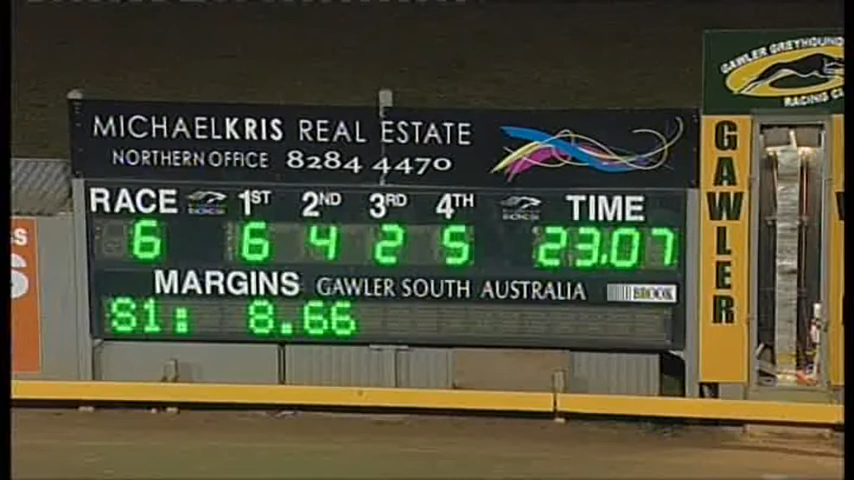 GAWLER GREYHOUND
RACING CL
MICHAELKRIS REAL ESTATE
NORTHERN OFFICE 8284 4470
RACE 1ST 2ND 3RD 4TH TIME
6 6 4 2 5 23.07
MARGINS GAWLER SOUTH AUSTRALIA
S1: 8.66
GAWLER
S
S